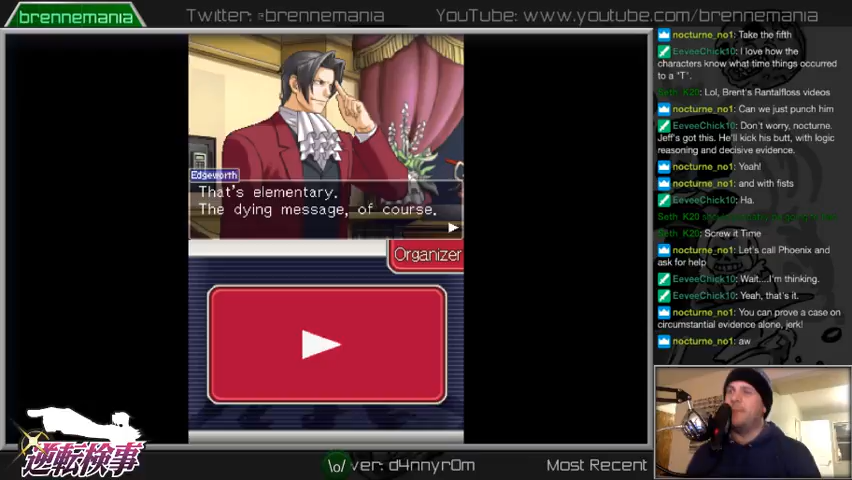 brennemania
Twitter: @brennemania
YouTube: www.youtube.com/brennemania
Edgeworth
That's elementary.
The dying message, of course.
Organizer
nocturne_no1: Take the fifth
EeveeChick10: I love how the
characters know what time things occurred
to a "T".
Seth_K20: Lol, Brent's Rantalfloss videos
nocturne_no1: Can we just punch him
EeveeChick10: Don't worry, nocturne.
Jeff's got this. He'll kick his butt, with logic
reasoning and decisive evidence.
nocturne_no1: Yeah!
nocturne_no1: and with fists
EeveeChick10: Ha.
Seth_K20: Screw it Time
nocturne_no1: Let's call Phoenix and
ask for help
EeveeChick10: Wait....I'm thinking.
EeveeChick10: Yeah, that's it.
nocturne_no1: You can prove a case on
circumstantial evidence alone, jerk!
nocturne_no1: aw
逆転検事
\o/ ver: d4nnyr0m
Most Recent